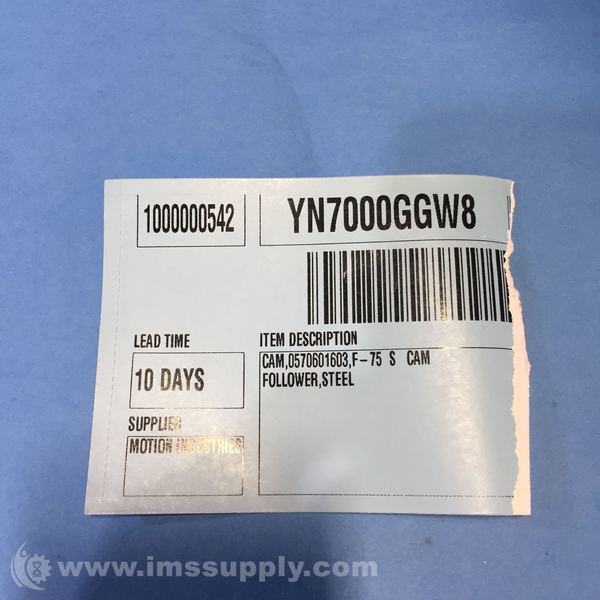 1000000542
YN7000GGW8
LEAD TIME
10 DAYS
ITEM DESCRIPTION
CAM,0570601603,F-75 S CAM
FOLLOWER,STEEL
SUPPLIER
MOTION INDUSTRIES
www.imssupply.com